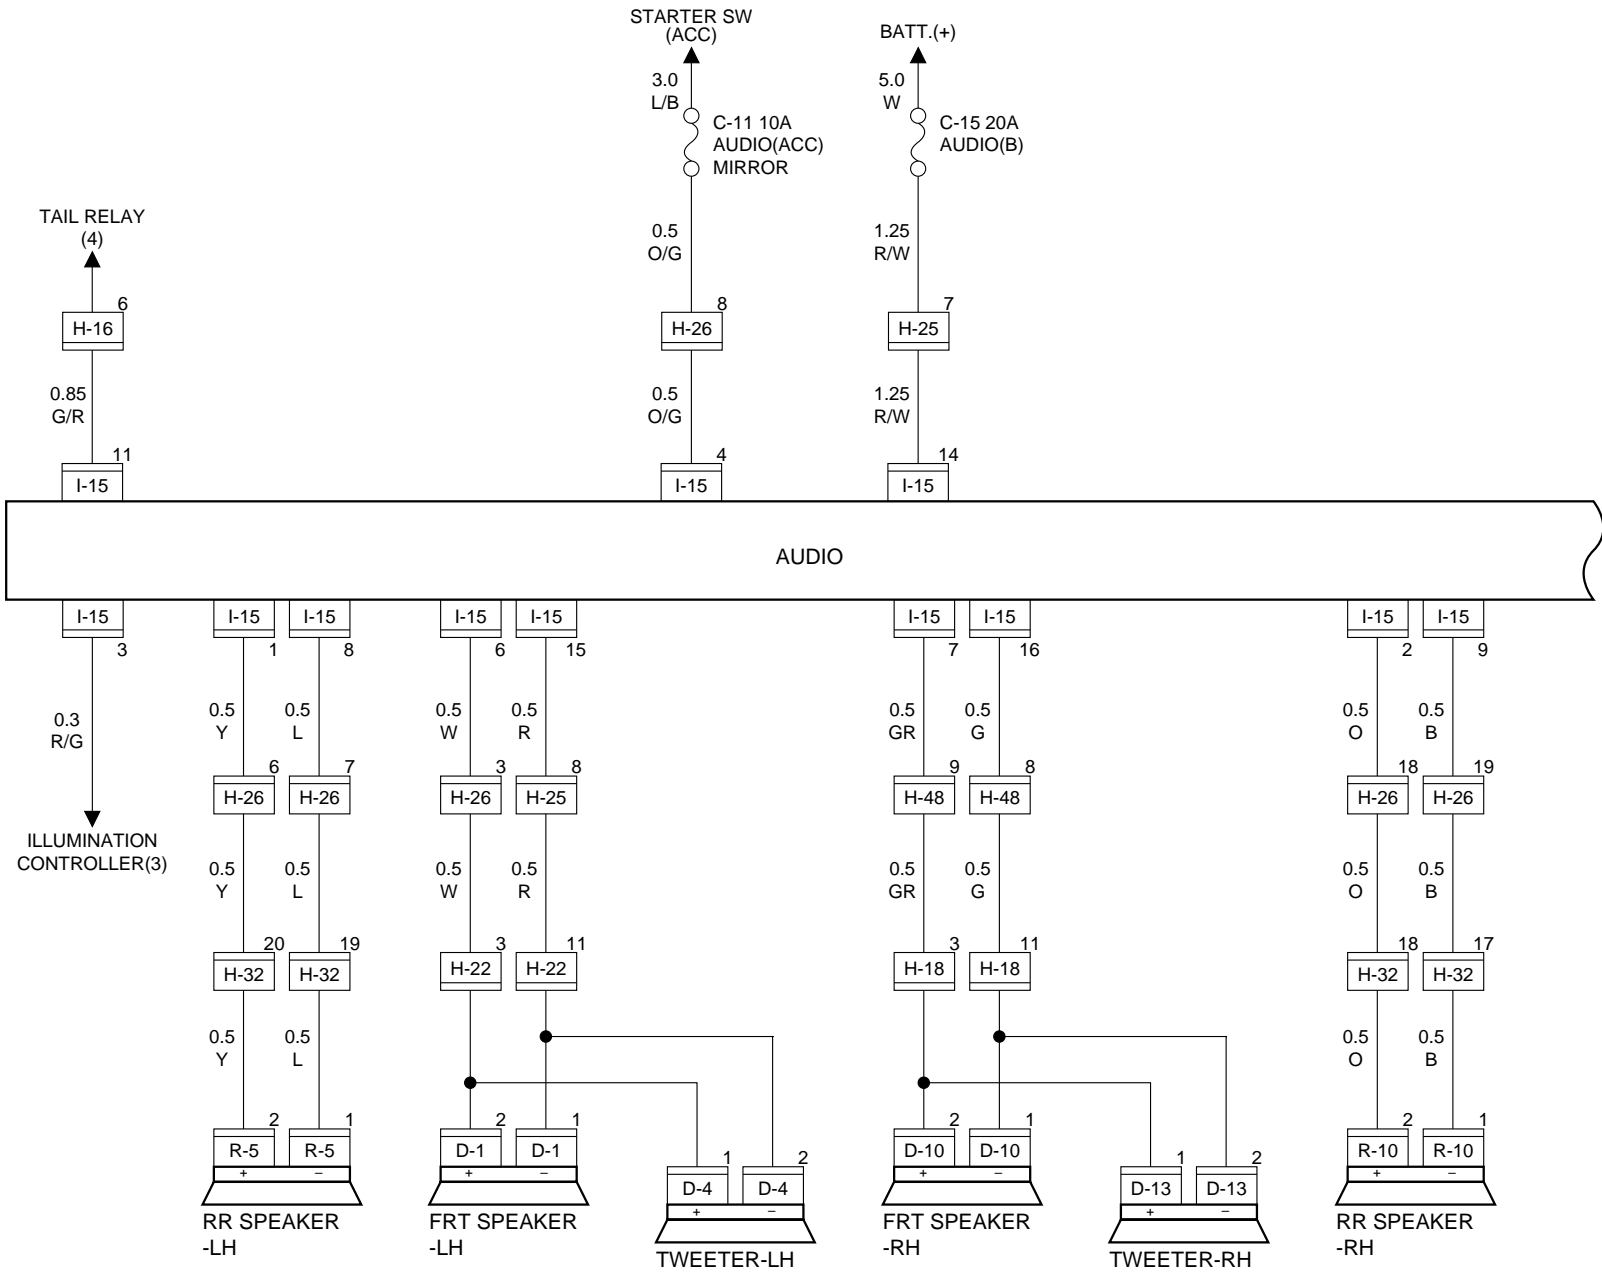 STARTER SW
(ACC)
BATT.(+)
3.0
L/B
5.0
W
C-11 10A
AUDIO(ACC)
MIRROR
C-15 20A
AUDIO(B)
TAIL RELAY
(4)
0.5
O/G
1.25
R/W
6
8
7
H-16
H-26
H-25
0.85
G/R
0.5
O/G
1.25
R/W
11
4
14
I-15
I-15
I-15
AUDIO
I-15
I-15
I-15
I-15
I-15
I-15
I-15
I-15
I-15
3
1
8
6
15
7
16
2
9
0.3
R/G
0.5
Y
0.5
L
0.5
W
0.5
R
0.5
GR
0.5
G
0.5
O
0.5
B
6
7
3
8
9
8
18
19
H-26
H-26
H-26
H-25
H-48
H-48
H-26
H-26
ILLUMINATION
CONTROLLER(3)
0.5
Y
0.5
L
0.5
W
0.5
R
0.5
GR
0.5
G
0.5
O
0.5
B
20
19
3
11
3
11
18
17
H-32
H-32
H-22
H-22
H-18
H-18
H-32
H-32
0.5
Y
0.5
L
0.5
O
0.5
B
2
1
2
1
2
1
2
1
R-5
R-5
D-1
D-1
D-10
D-10
R-10
R-10
+
−
+
−
+
−
+
−
1
2
1
2
D-4
D-4
D-13
D-13
+
−
+
−
RR SPEAKER
-LH
FRT SPEAKER
-LH
TWEETER-LH
FRT SPEAKER
-RH
TWEETER-RH
RR SPEAKER
-RH